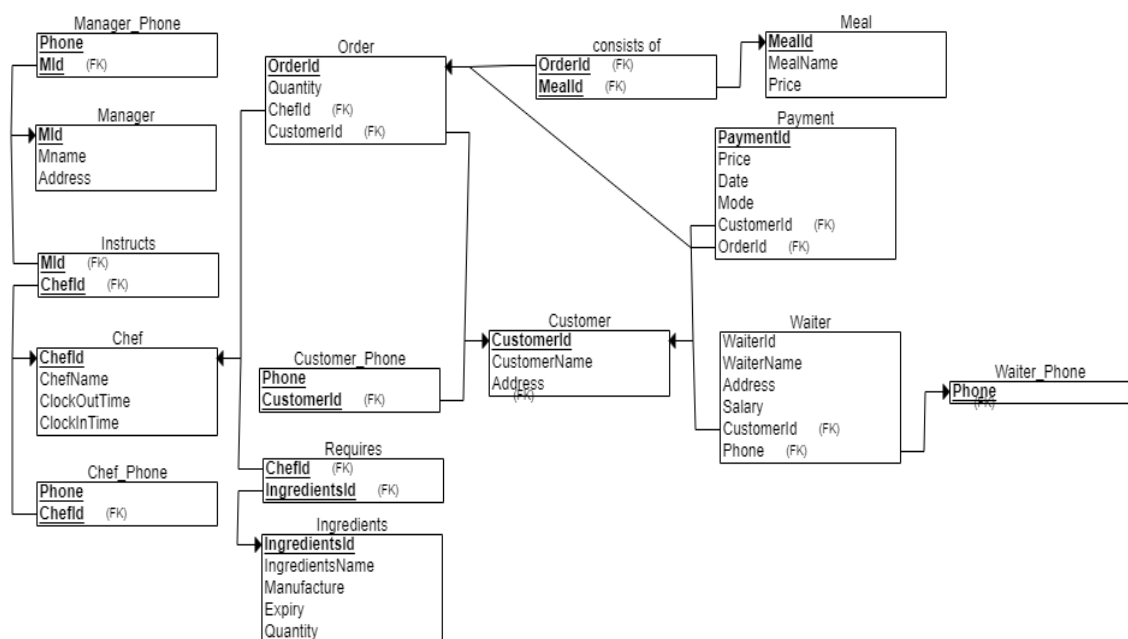 Manager_Phone
Phone
MId (FK)
Manager
MId
Mname
Address
Instructs
MId (FK)
ChefId (FK)
Chef
ChefId
ChefName
ClockOutTime
ClockInTime
Chef_Phone
Phone
ChefId (FK)
Order
OrderId
Quantity
ChefId (FK)
CustomerId (FK)
Customer_Phone
Phone
CustomerId (FK)
Requires
ChefId (FK)
IngredientsId (FK)
Ingredients
IngredientsId
IngredientsName
Manufacture
Expiry
Quantity
consists of
OrderId (FK)
MealId (FK)
Customer
CustomerId
CustomerName
Address
(FK)
Meal
MealId
MealName
Price
Payment
PaymentId
Price
Date
Mode
CustomerId (FK)
OrderId (FK)
Waiter
WaiterId
WaiterName
Address
Salary
CustomerId (FK)
Phone (FK)
Waiter_Phone
Phone
(FK)